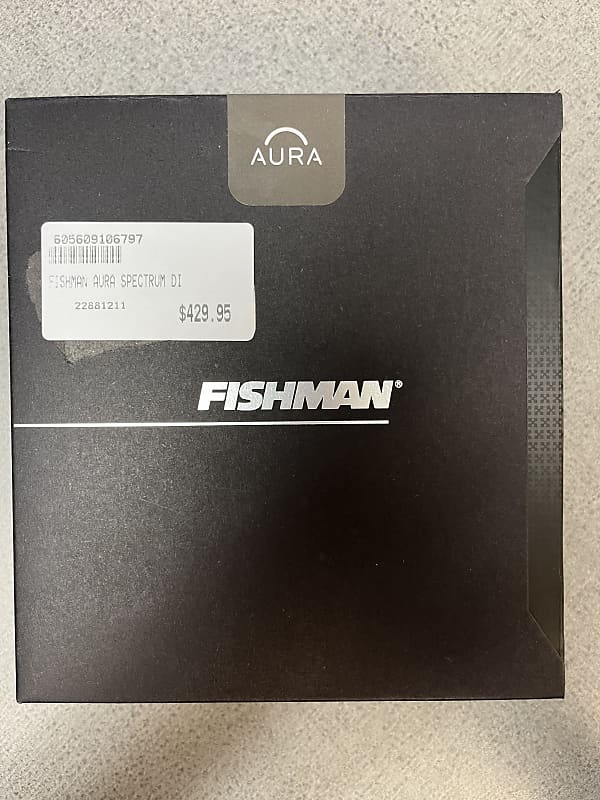 AURA
605609106797
FISHMAN AURA SPECTRUM DI
22881211
$429.95
FISHMAN®